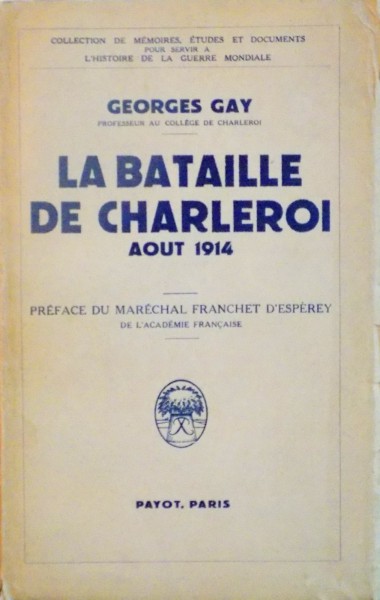 COLLECTION DE MÉMOIRES, ÉTUDES ET DOCUMENTS
POUR SERVIR A
L'HISTOIRE DE LA GUERRE MONDIALE
GEORGES GAY
PROFESSEUR AU COLLÈGE DE CHARLEROI
LA BATAILLE
DE CHARLEROI
AOUT 1914
PRÉFACE DU MARÉCHAL FRANCHET D'ESPÈREY
DE L'ACADÉMIE FRANÇAISE
PAYOT, PARIS